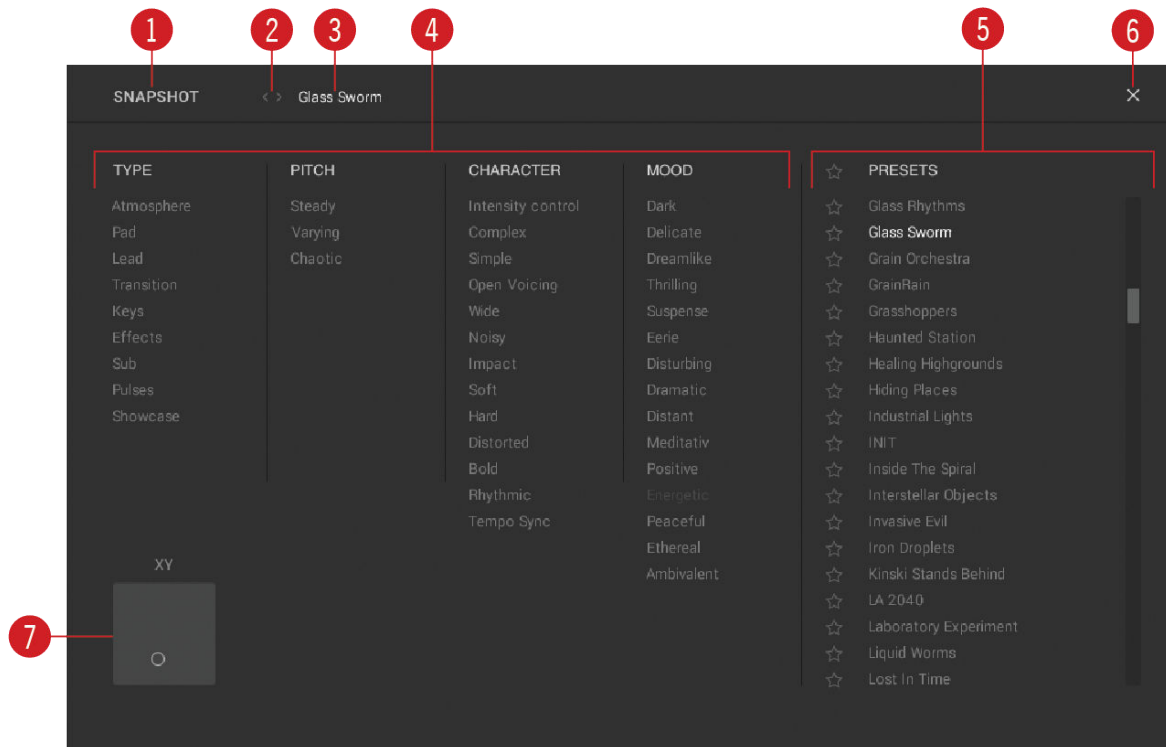 1 2 3 4 5 6
SNAPSHOT < > Glass Sworm ×
TYPE PITCH CHARACTER MOOD ☆ PRESETS
Atmosphere Steady Intensity control Dark ☆ Glass Rhythms
Pad Varying Complex Delicate ☆ Glass Sworm
Lead Chaotic Simple Dreamlike ☆ Grain Orchestra
Transition Open Voicing Thrilling ☆ GrainRain
Keys Wide Suspense ☆ Grasshoppers
Effects Noisy Eerie ☆ Haunted Station
Sub Impact Disturbing ☆ Healing Highgrounds
Pulses Soft Dramatic ☆ Hiding Places
Showcase Hard Distant ☆ Industrial Lights
Distorted Meditativ ☆ INIT
Bold Positive ☆ Inside The Spiral
Rhythmic Energetic ☆ Interstellar Objects
Tempo Sync Peaceful ☆ Invasive Evil
Ethereal ☆ Iron Droplets
XY Ambivalent ☆ Kinski Stands Behind
☆ LA 2040
7 ☆ Laboratory Experiment
☆ Liquid Worms
☆ Lost In Time